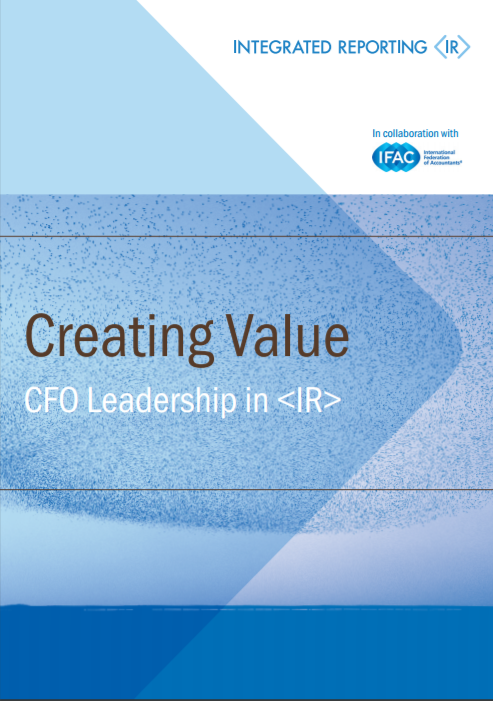 INTEGRATED REPORTING <IR>
In collaboration with
IFAC
International
Federation
of Accountants®
Creating Value
CFO Leadership in <IR>